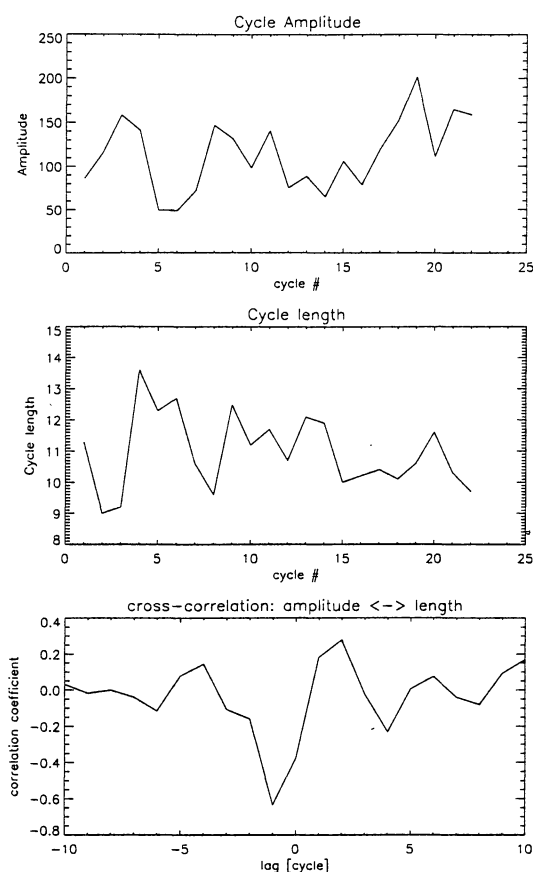 Cycle Amplitude
250
200
150
100
50
0
Amplitude
0 5 10 15 20 25
cycle #
Cycle length
15
14
13
12
11
10
9
8
Cycle length
0 5 10 15 20 25
cycle #
cross-correlation: amplitude <-> length
0.4
0.2
0.0
-0.2
-0.4
-0.6
-0.8
correlation coefficient
-10 -5 0 5 10
lag [cycle]